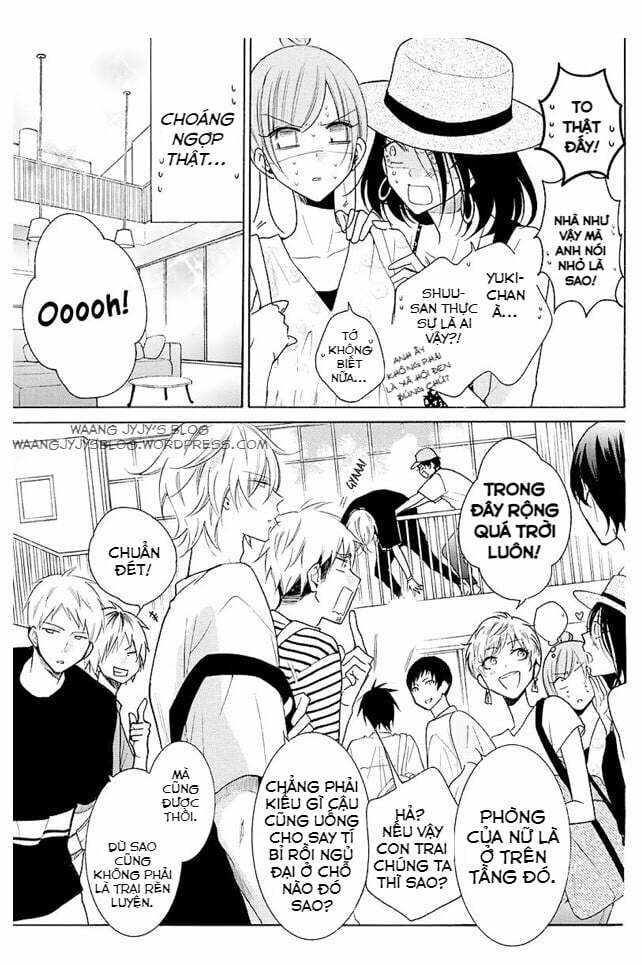 TO
THẬT
ĐẤY!
NHÀ NHƯ
VẬY MÀ
ANH NÓI
NHỎ LÀ
SAO!
YUKI-
CHAN
À...
SHUU-
SAN THỰC
SỰ LÀ AI
VẬY?!
ANH ẤY
KHÔNG PHẢI
LÀ XÃ HỘI ĐEN
ĐÚNG CHỨ?
TỚ
KHÔNG
BIẾT
NỮA...
CHOÁNG
NGỢP
THẬT...
Ooooh!
WAANG JYJY'S BLOG
WAANGJYJYSBLOG.WORDPRESS.COM
TRONG
ĐÂY RỘNG
QUÁ TRỜI
LUÔN!
GYAAA!
CHUẨN
ĐÉT!
PHÒNG
CỦA NỮ LÀ
Ở TRÊN
TẦNG ĐÓ.
HẢ?
NẾU VẬY
CON TRAI
CHÚNG TA
THÌ SAO?
CHẲNG PHẢI
KIỂU GÌ CẬU
CŨNG UỐNG
CHO SAY TÍ
BỈ RỒI NGỦ
ĐẠI Ở CHỖ
NÀO ĐÓ
SAO?
MÀ
CŨNG
ĐƯỢC
THÔI.
DÙ SAO
CŨNG
KHÔNG PHẢI
LÀ TRẠI RÈN
LUYỆN.